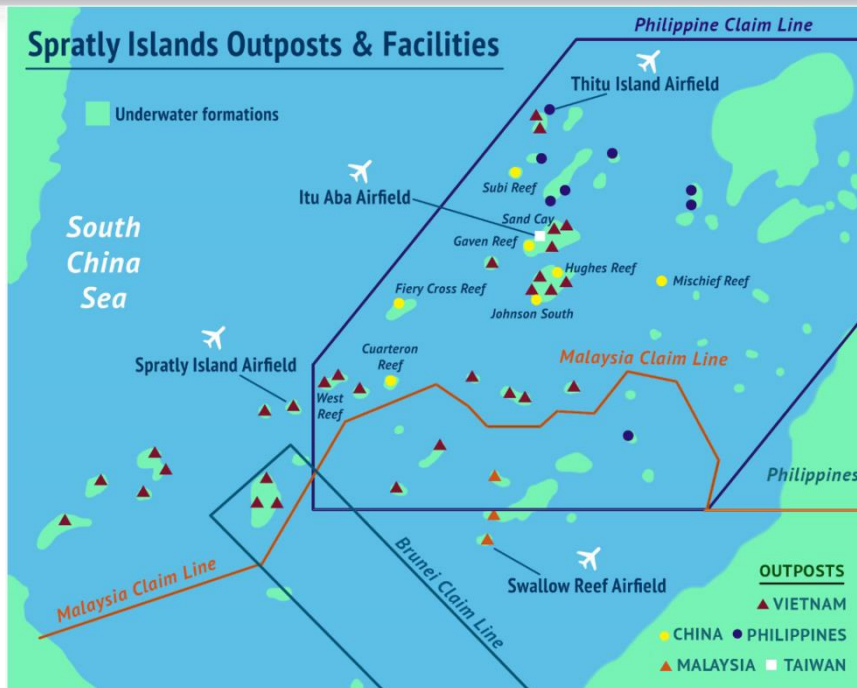 Philippine Claim Line
Spratly Islands Outposts & Facilities
Thitu Island Airfield
Underwater formations
Subi Reef
Itu Aba Airfield
Sand Cay
Gaven Reef
South
China
Sea
Hughes Reef
Mischief Reef
Fiery Cross Reef
Johnson South
Spratly Island Airfield
Cuarteron
Reef
Malaysia Claim Line
West
Reef
Philippines
Brunei Claim Line
Malaysia Claim Line
Swallow Reef Airfield
OUTPOSTS
VIETNAM
CHINA PHILIPPINES
MALAYSIA TAIWAN